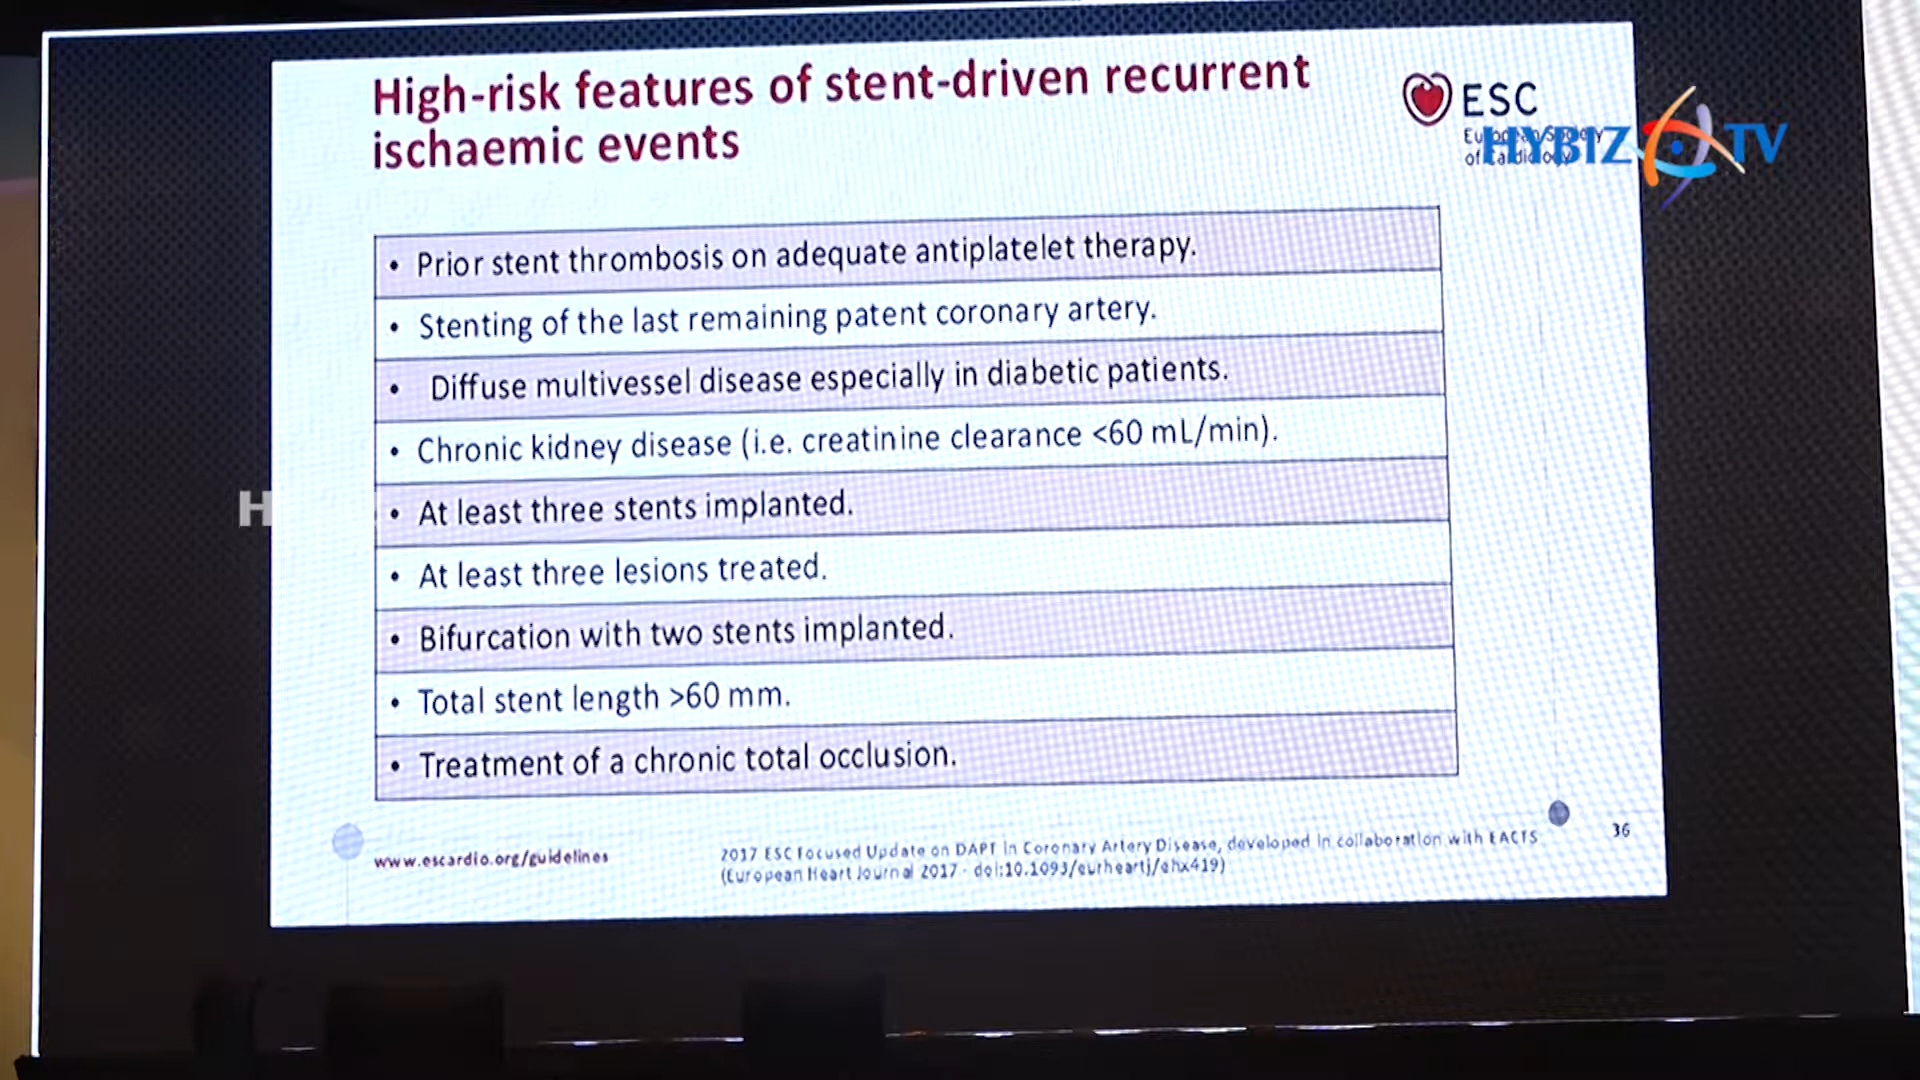 High-risk features of stent-driven recurrent
ischaemic events
ESC
European Society
of Cardiology
HYBIZ TV
• Prior stent thrombosis on adequate antiplatelet therapy.
• Stenting of the last remaining patent coronary artery.
• Diffuse multivessel disease especially in diabetic patients.
• Chronic kidney disease (i.e. creatinine clearance <60 mL/min).
H
• At least three stents implanted.
• At least three lesions treated.
• Bifurcation with two stents implanted.
• Total stent length >60 mm.
• Treatment of a chronic total occlusion.
www.escardio.org/guidelines
2017 ESC Focused Update on DAPT in Coronary Artery Disease, developed in collaboration with EACTS
(European Heart Journal 2017 - doi:10.1093/eurheartj/ehx419)
36